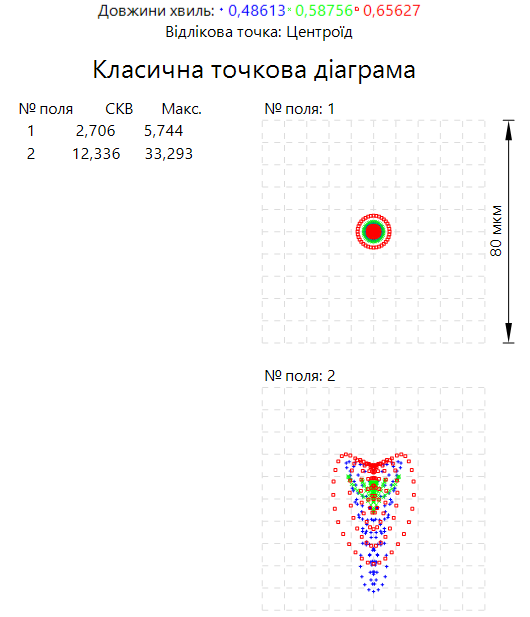 Довжини хвиль: 0,48613 0,58756 0,65627
Відлікова точка: Центроїд
Класична точкова діаграма
№ поля СКВ Макс.
1 2,706 5,744
2 12,336 33,293
№ поля: 1
80 мкм
№ поля: 2